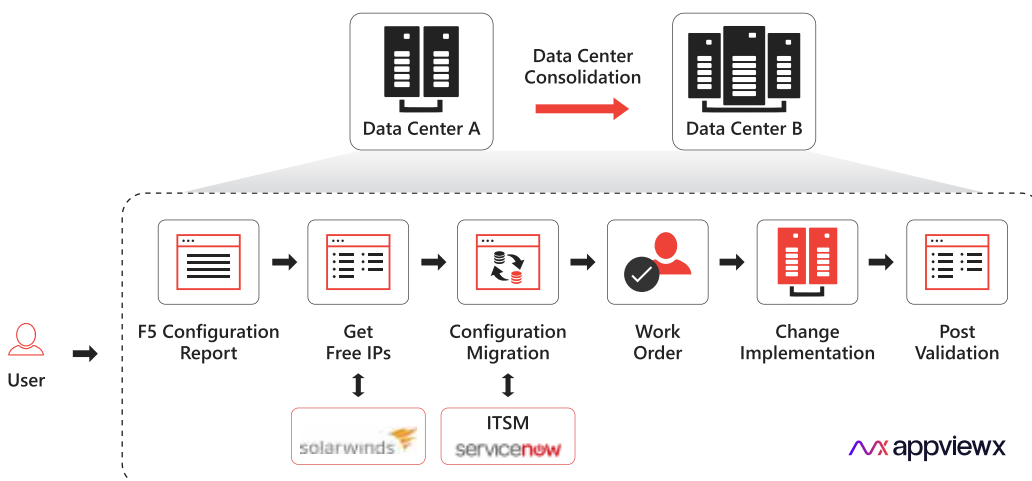 Data Center
Consolidation
Data Center A
Data Center B
F5 Configuration
Report
Get
Free IPs
Configuration
Migration
Work
Order
Change
Implementation
Post
Validation
User
solarwinds
ITSM
servicenow
appviewx